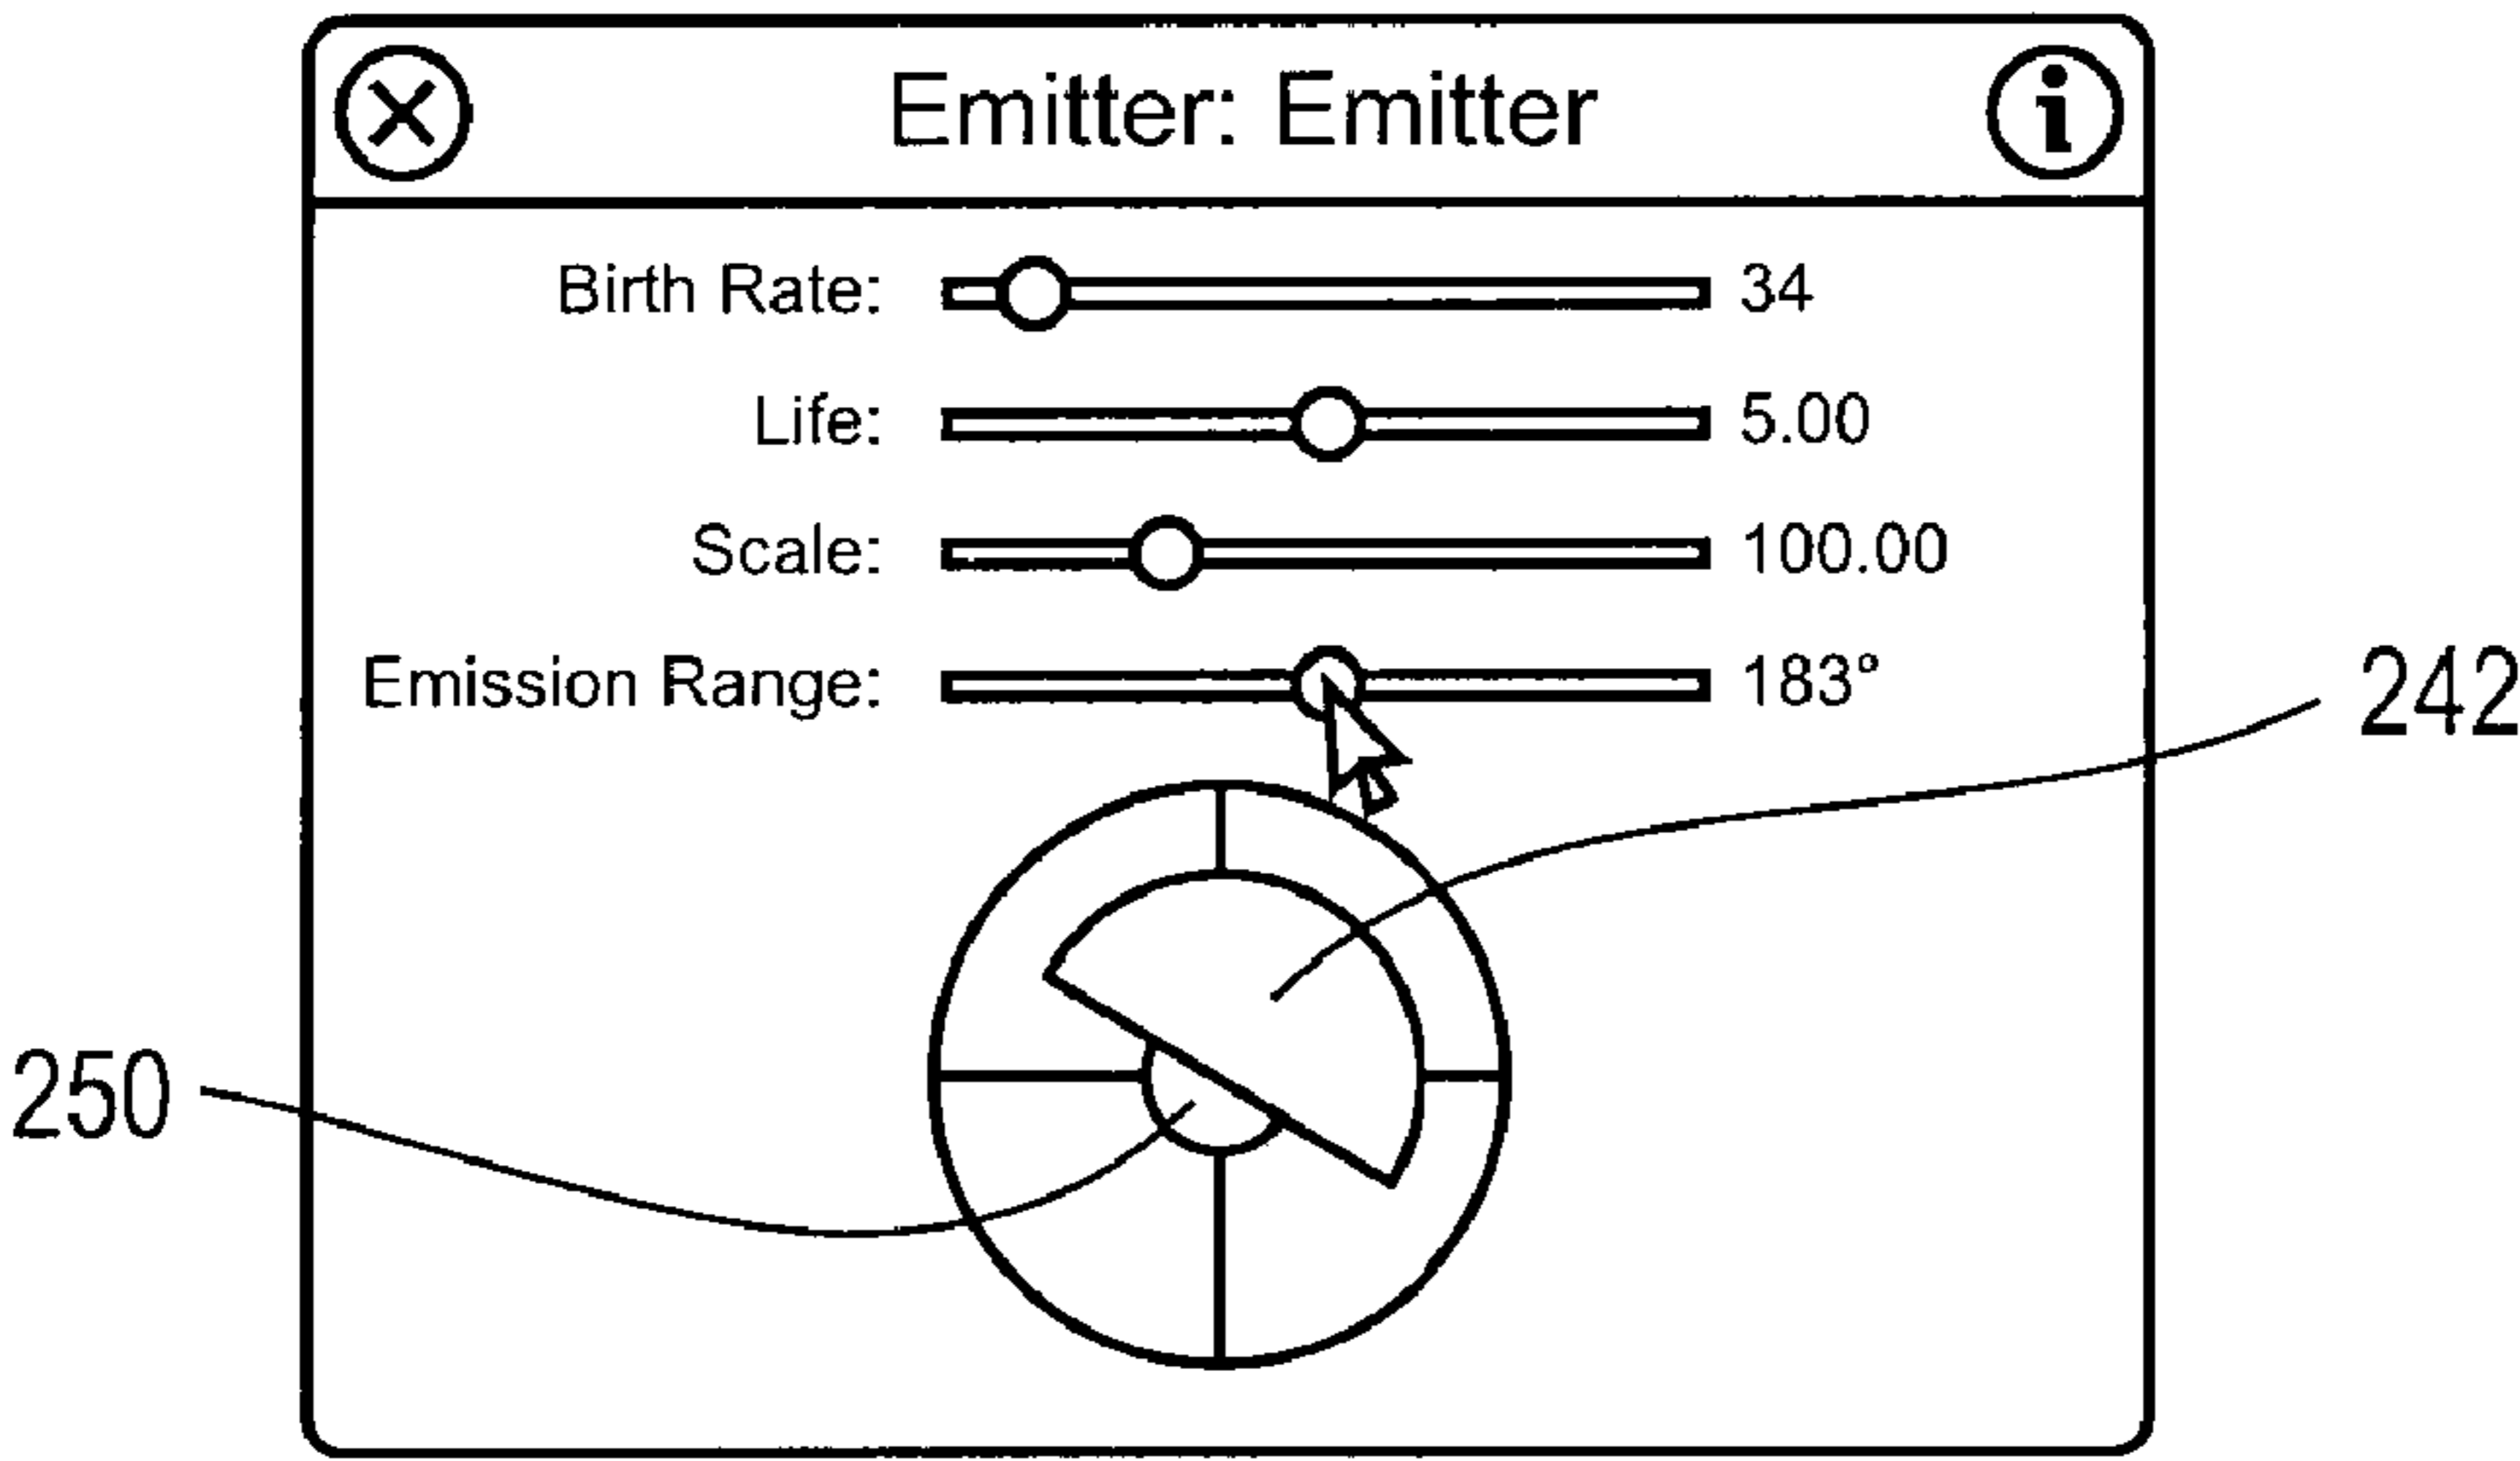 Emitter: Emitter
Birth Rate: 34
Life: 5.00
Scale: 100.00
Emission Range: 183°
242
250